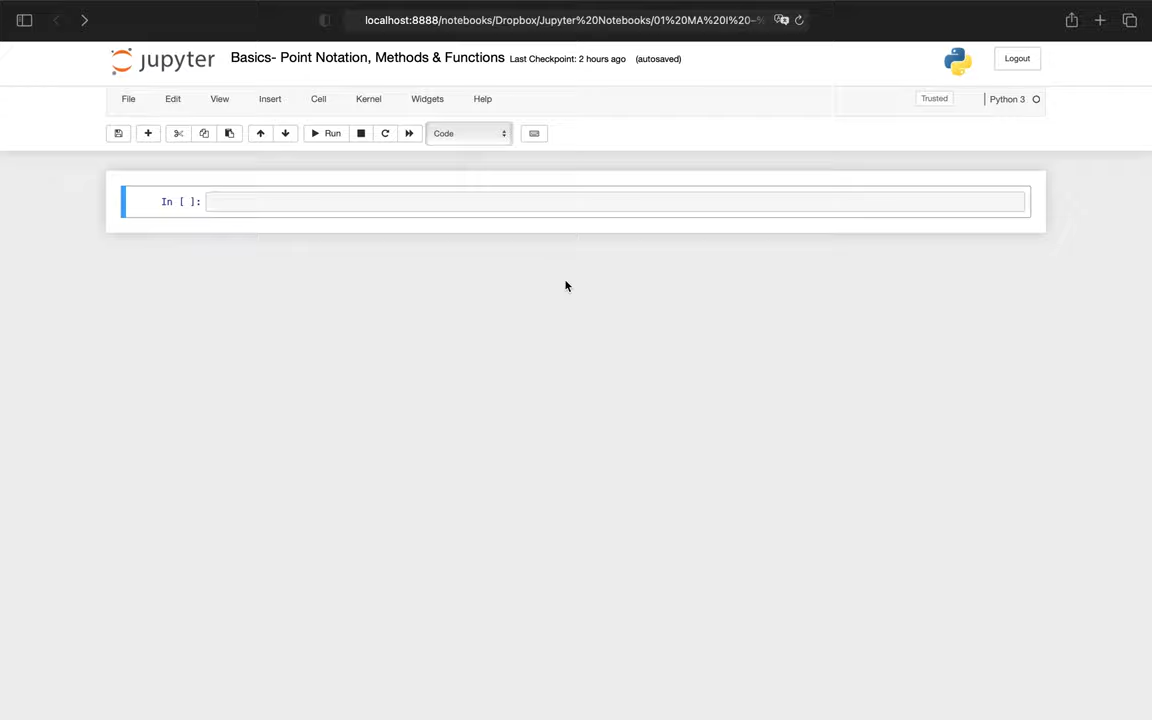 localhost:8888/notebooks/Dropbox/Jupyter%20Notebooks/01%20MA%20I%20–%
jupyter Basics- Point Notation, Methods & Functions Last Checkpoint: 2 hours ago (autosaved) Logout
File Edit View Insert Cell Kernel Widgets Help Trusted Python 3
Run Code
In [ ]: